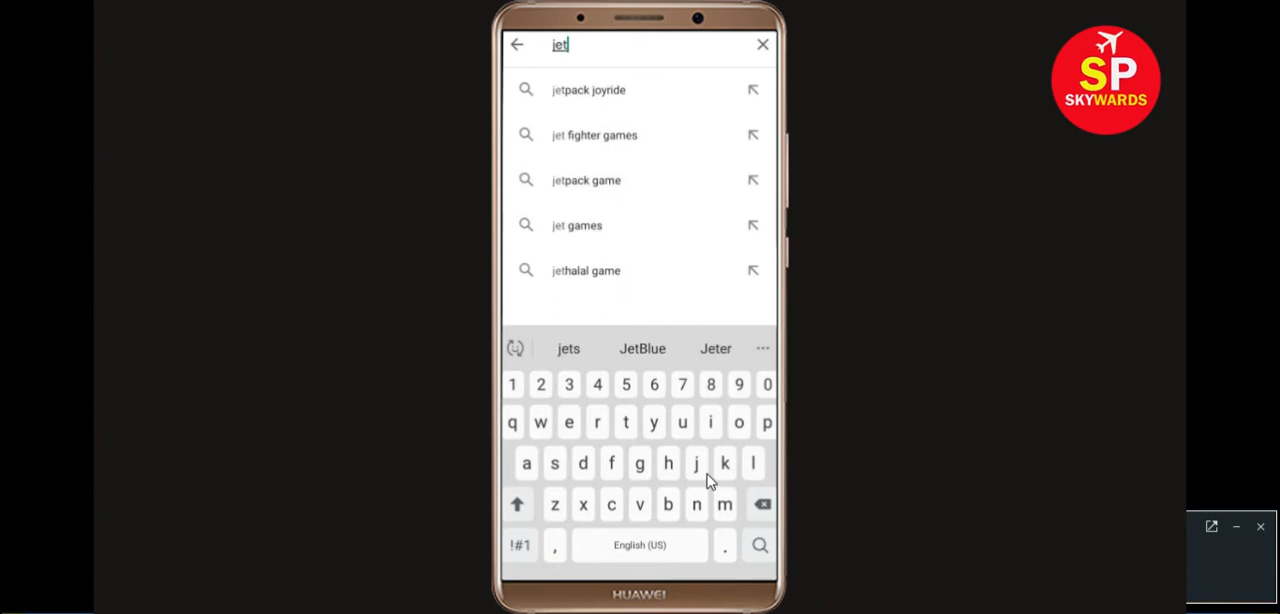 jet
jetpack joyride
jet fighter games
jetpack game
jet games
jethalal game
jets JetBlue Jeter ...
1 2 3 4 5 6 7 8 9 0
q w e r t y u i o p
a s d f g h j k l
z x c v b n m
!#1 , English (US) .
HUAWEI
SP
SKYWARDS